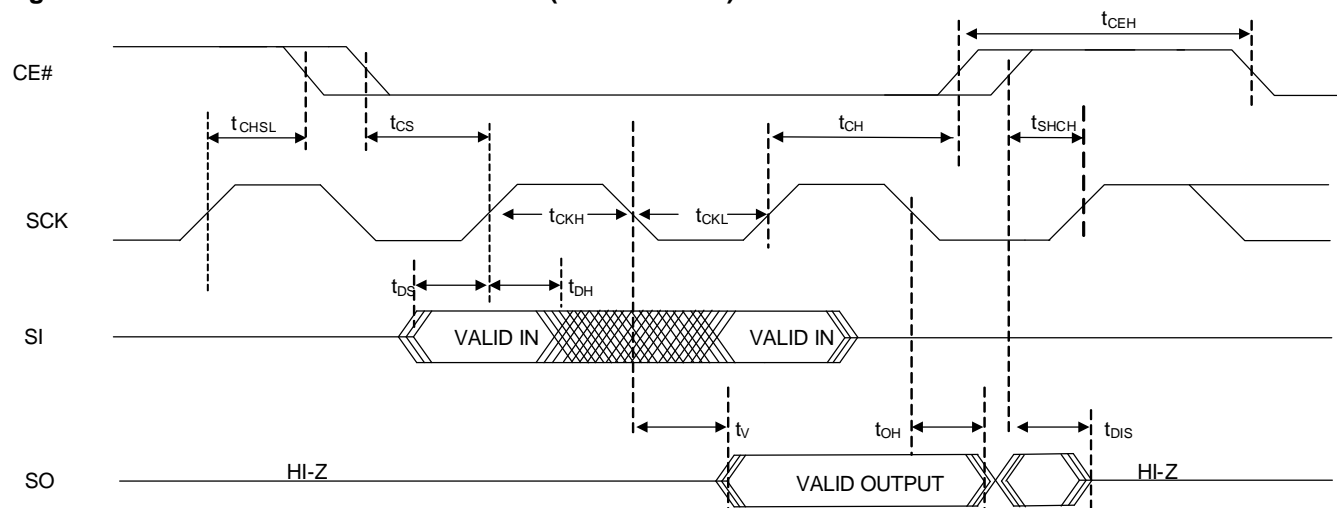 tCEH
CE#
tCHSL
tCS
tCH
tSHCH
SCK
tCKH
tCKL
tDS
tDH
SI
VALID IN
VALID IN
tV
tOH
tDIS
SO
HI-Z
VALID OUTPUT
HI-Z